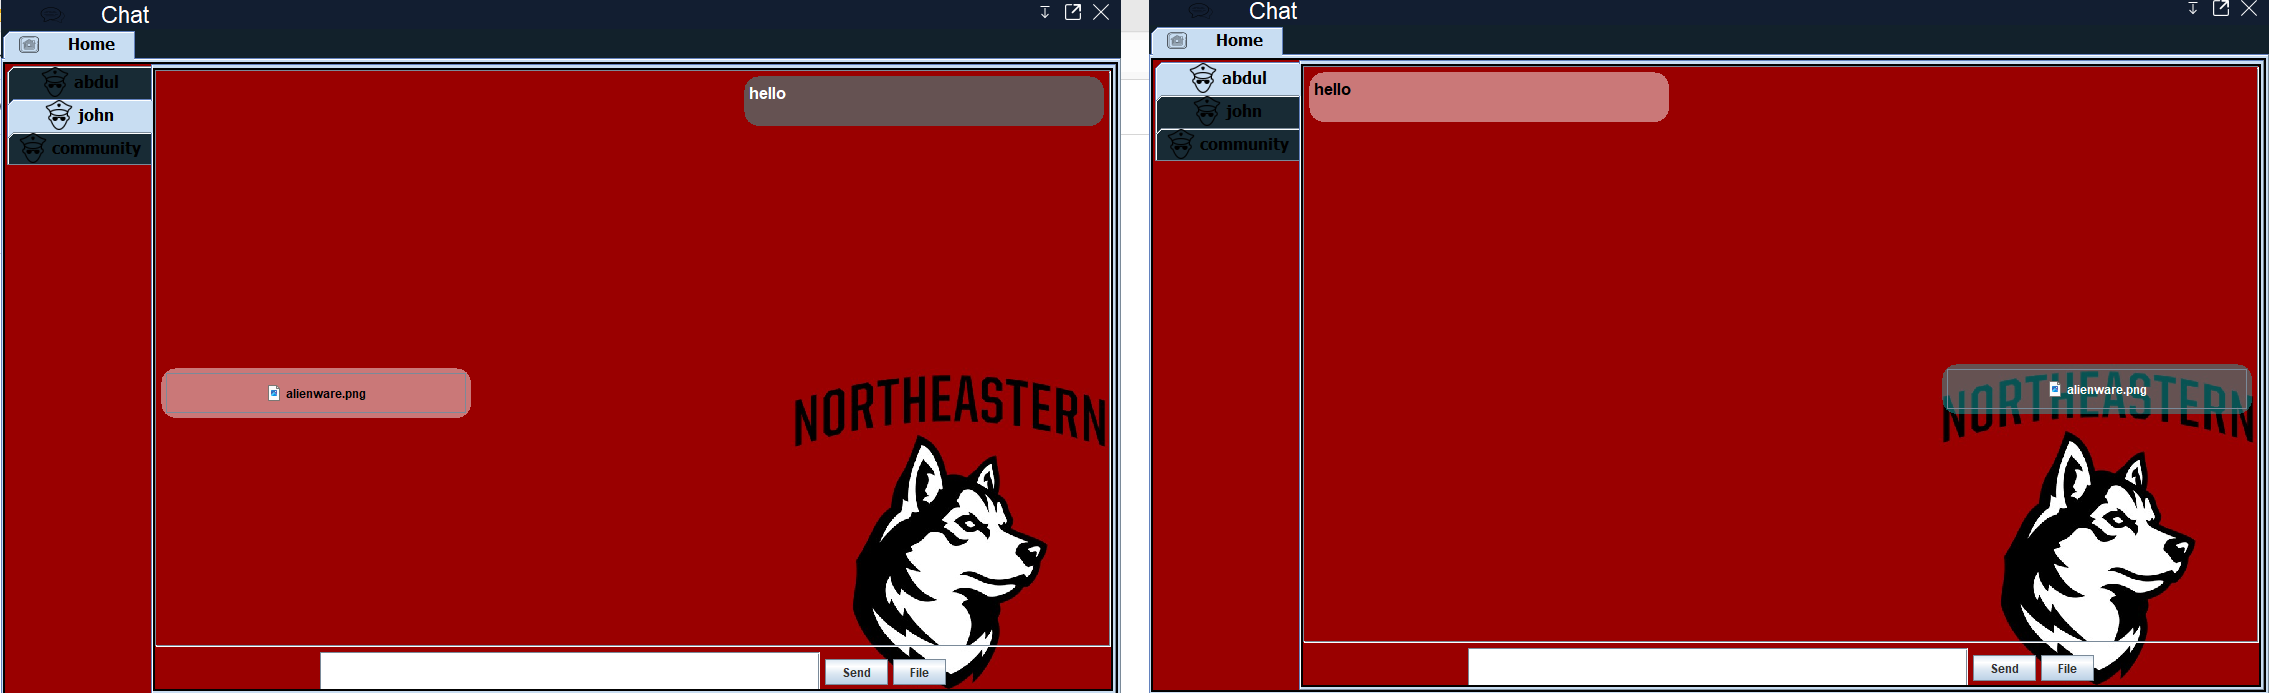 Chat
Home
abdul
john
community
hello
alienware.png
NORTHEASTERN
Send
File
Chat
Home
abdul
john
community
hello
alienware.png
NORTHEASTERN
Send
File